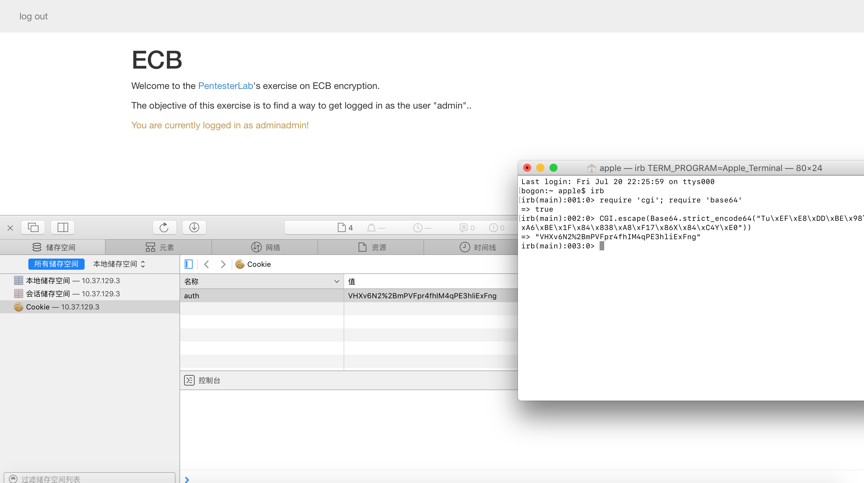 log out
ECB
Welcome to the PentesterLab's exercise on ECB encryption.
The objective of this exercise is to find a way to get logged in as the user "admin"..
You are currently logged in as adminadmin!
apple — irb TERM_PROGRAM=Apple_Terminal — 80×24
Last login: Fri Jul 20 22:25:59 on ttys000
[bogon:~ apple$ irb
[irb(main):001:0> require 'cgi'; require 'base64'
=> true
[irb(main):002:0> CGI.escape(Base64.strict_encode64("Tu\xEF\xE8\xDD\xBE\x98
xA6\xBE\x1F\x84\x838\xA8\xF17\x86X\x84\xC4Y\xE0"))
=> "VHXv6N2%2BmPVFpr4fhIM4qPE3hliExFng"
irb(main):003:0>
4 — — 0 0
储存空间 元素 网络 资源 时间线
所有储存空间 本地储存空间 Cookie
本地储存空间 — 10.37.129.3
会话储存空间 — 10.37.129.3
Cookie — 10.37.129.3
名称 值
auth VHXv6N2%2BmPVFpr4fhIM4qPE3hliExFng
控制台
过滤储存空间列表